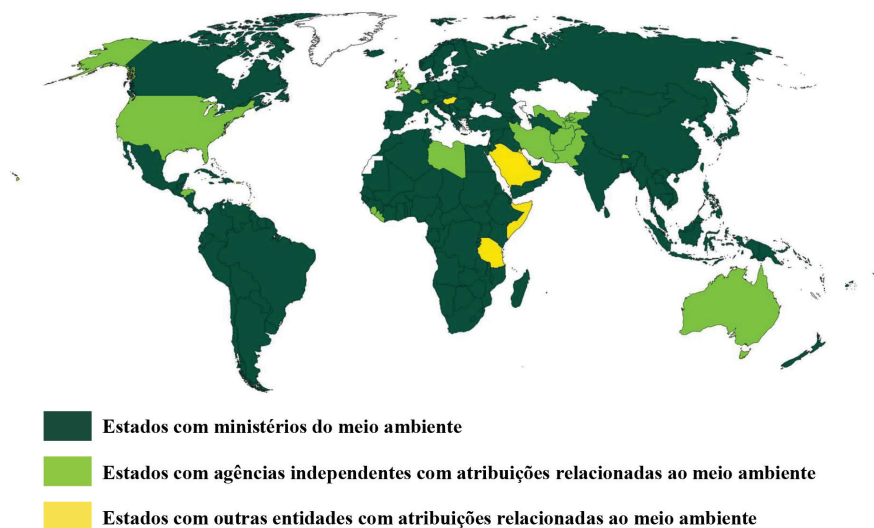 Estados com ministérios do meio ambiente
Estados com agências independentes com atribuições relacionadas ao meio ambiente
Estados com outras entidades com atribuições relacionadas ao meio ambiente